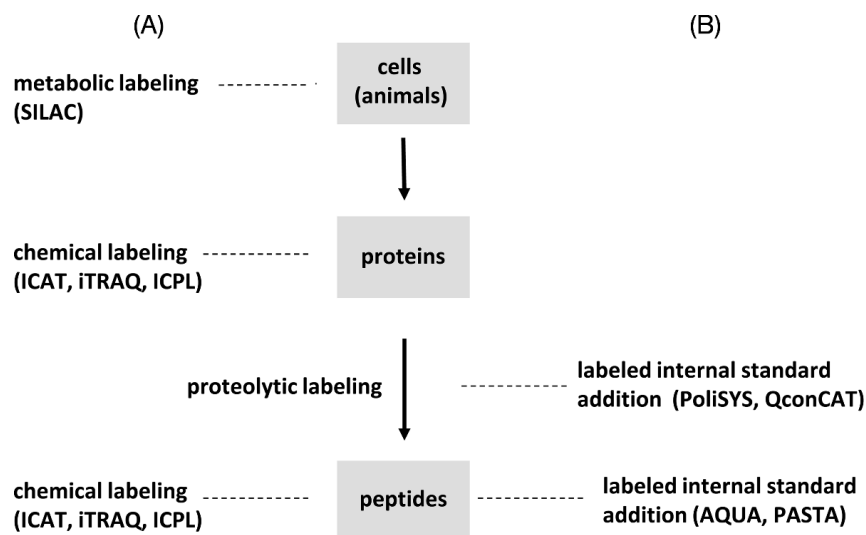 (A)
(B)
metabolic labeling
(SILAC)
cells
(animals)
chemical labeling
(ICAT, iTRAQ, ICPL)
proteins
proteolytic labeling
labeled internal standard
addition (PoliSYS, QconCAT)
chemical labeling
(ICAT, iTRAQ, ICPL)
peptides
labeled internal standard
addition (AQUA, PASTA)